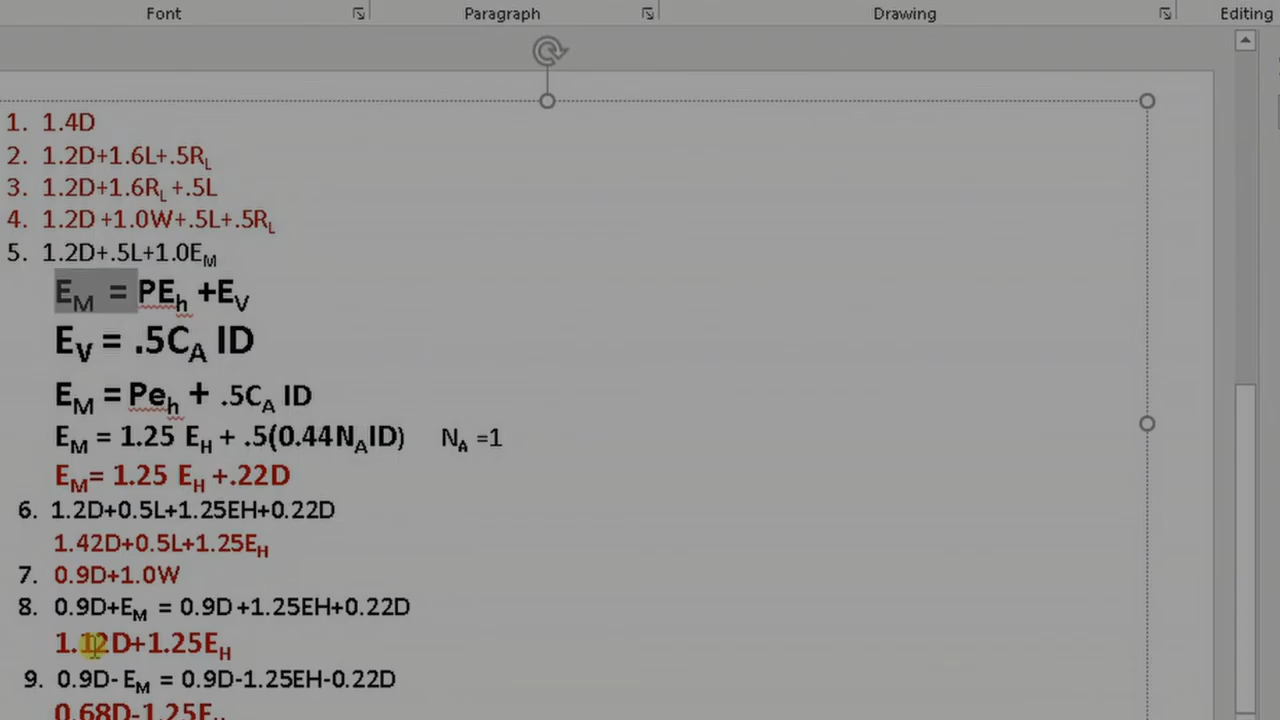 Font Paragraph Drawing Editing
1. 1.4D
2. 1.2D+1.6L+.5RL
3. 1.2D+1.6RL +.5L
4. 1.2D +1.0W+.5L+.5RL
5. 1.2D+.5L+1.0EM
EM = PEh +EV
EV = .5CA ID
EM = Peh + .5CA ID
EM = 1.25 EH + .5(0.44NAID) NA =1
EM= 1.25 EH +.22D
6. 1.2D+0.5L+1.25EH+0.22D
1.42D+0.5L+1.25EH
7. 0.9D+1.0W
8. 0.9D+EM = 0.9D+1.25EH+0.22D
1.12D+1.25EH
9. 0.9D- EM = 0.9D-1.25EH-0.22D
0.68D-1.25EH